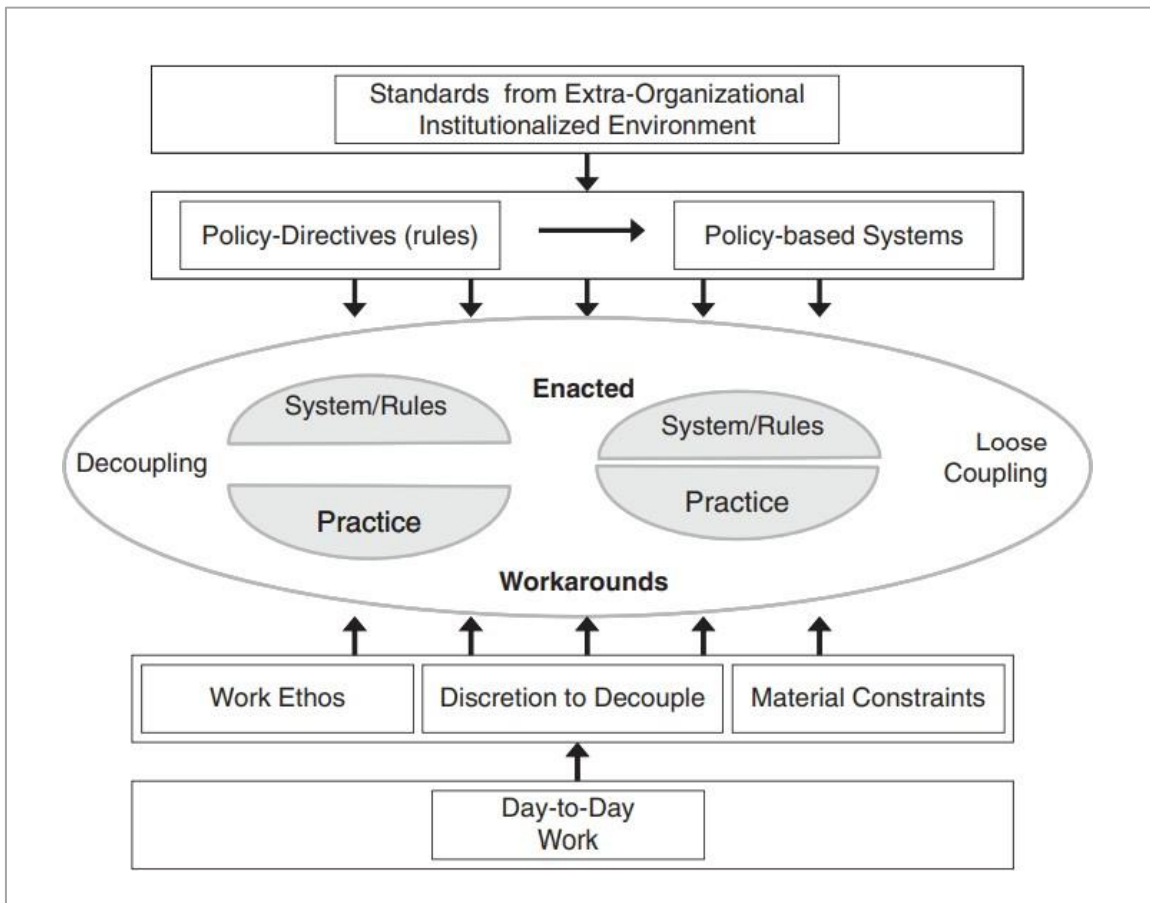 Standards from Extra-Organizational
Institutionalized Environment
Policy-Directives (rules)
Policy-based Systems
Enacted
System/Rules
System/Rules
Decoupling
Loose
Coupling
Practice
Practice
Workarounds
Work Ethos
Discretion to Decouple
Material Constraints
Day-to-Day
Work